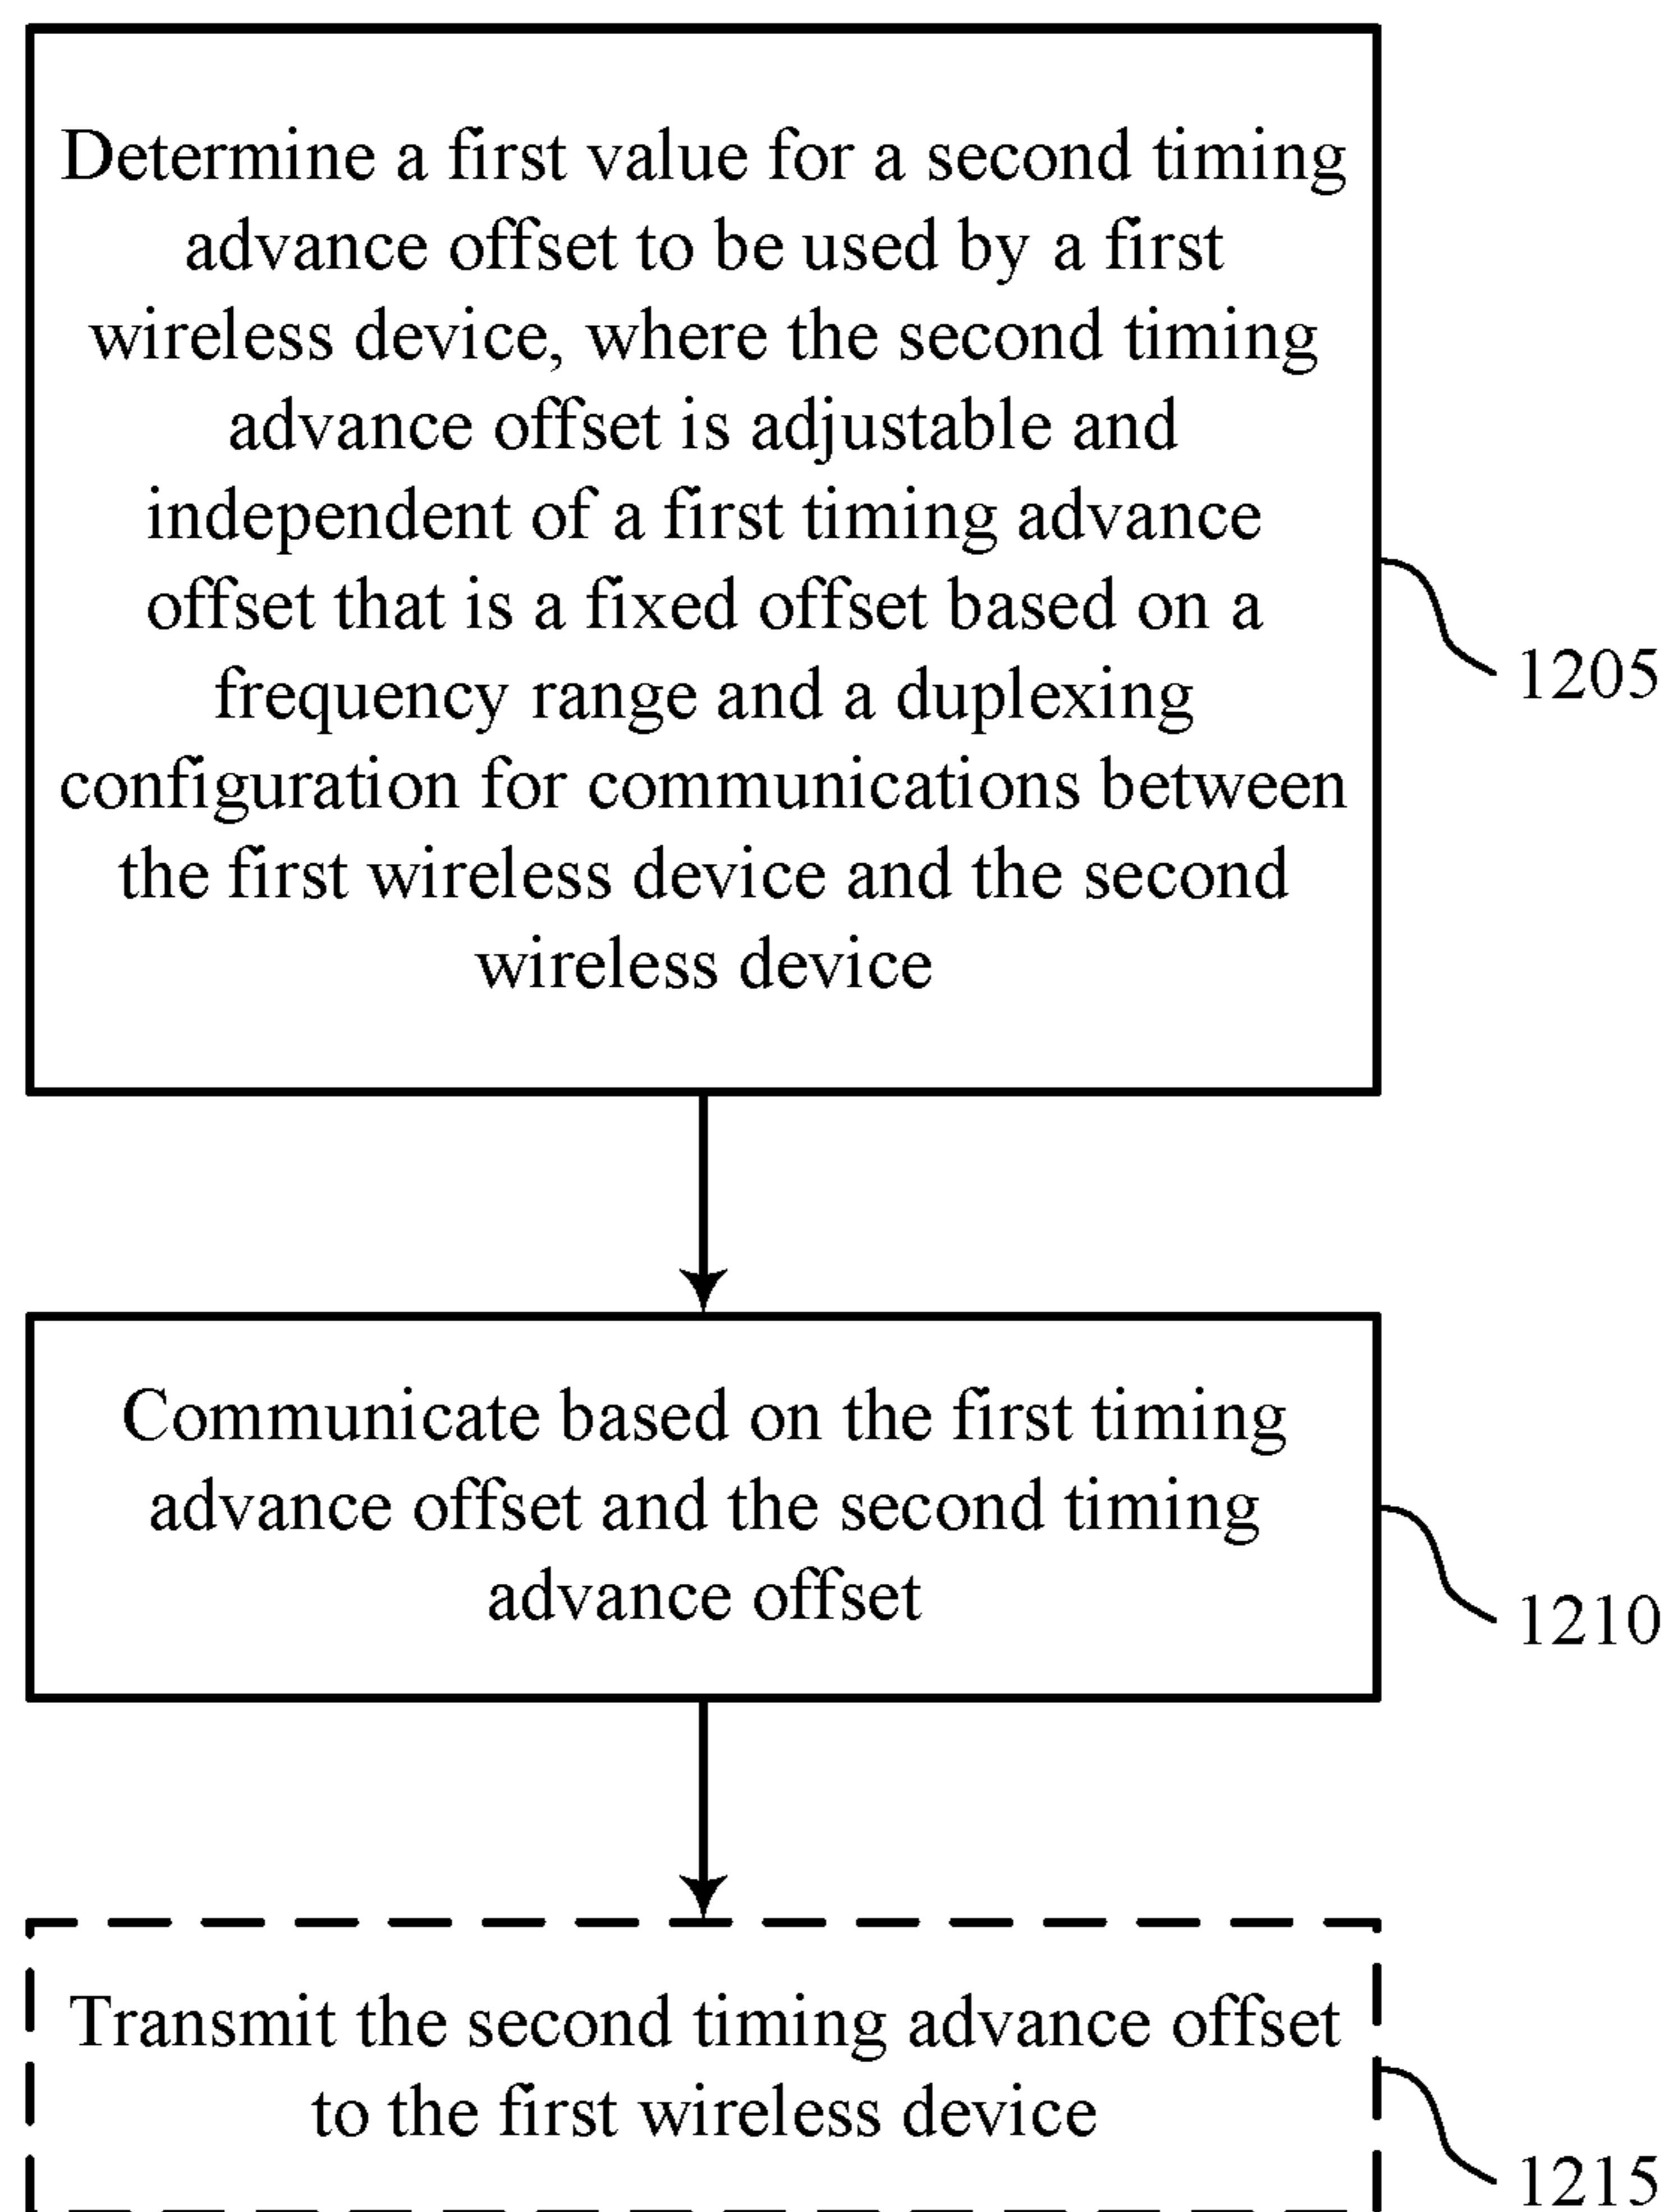 Determine a first value for a second timing
advance offset to be used by a first
wireless device, where the second timing
advance offset is adjustable and
independent of a first timing advance
offset that is a fixed offset based on a
frequency range and a duplexing
configuration for communications between
the first wireless device and the second
wireless device
1205
Communicate based on the first timing
advance offset and the second timing
advance offset
1210
Transmit the second timing advance offset
to the first wireless device
1215